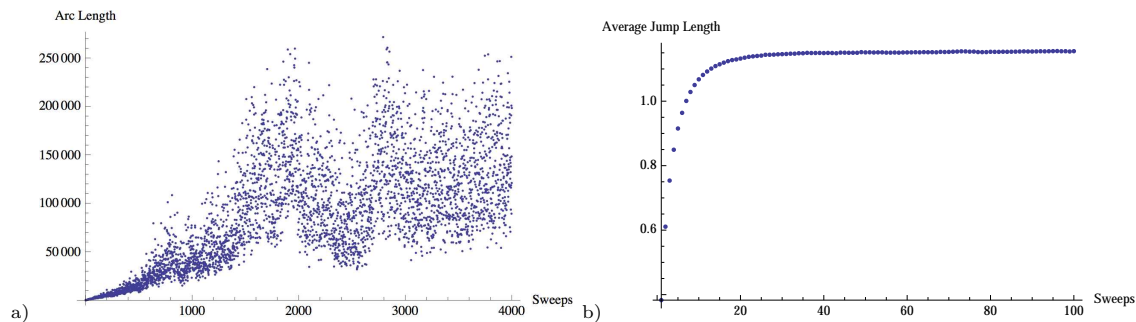 Arc Length
250 000
200 000
150 000
100 000
50 000
1000 2000 3000 4000
Sweeps
a)
Average Jump Length
1.0
0.8
0.6
20 40 60 80 100
Sweeps
b)